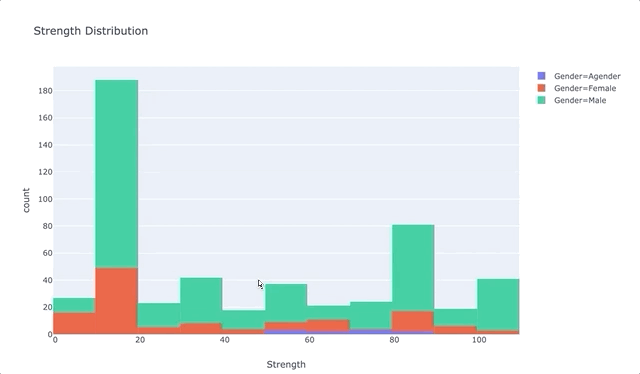 Strength Distribution
Gender=Agender
Gender=Female
Gender=Male
180
160
140
120
100
80
60
40
20
0
count
0 20 40 60 80 100
Strength